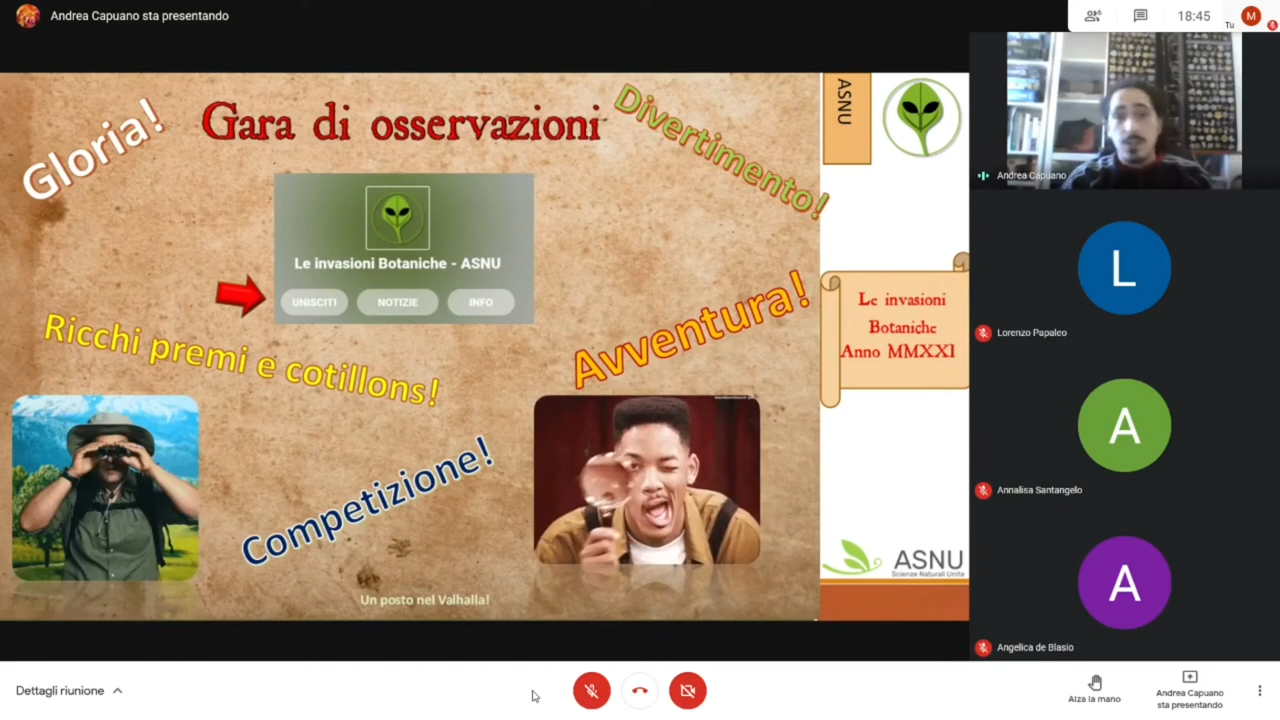 Andrea Capuano sta presentando
6
18:45
Tu
M
Gloria!
Gara di osservazioni
Divertimento!
ASNU
Le invasioni Botaniche - ASNU
UNISCITI
NOTIZIE
INFO
Ricchi premi e cotillons!
Avventura!
Le invasioni
Botaniche
Anno MMXXI
Competizione!
Un posto nel Valhalla!
ASNU
Scienze Naturali Unite
Andrea Capuano
L
Lorenzo Papaleo
A
Annalisa Santangelo
A
Angelica de Blasio
Dettagli riunione
Alza la mano
Andrea Capuano
sta presentando